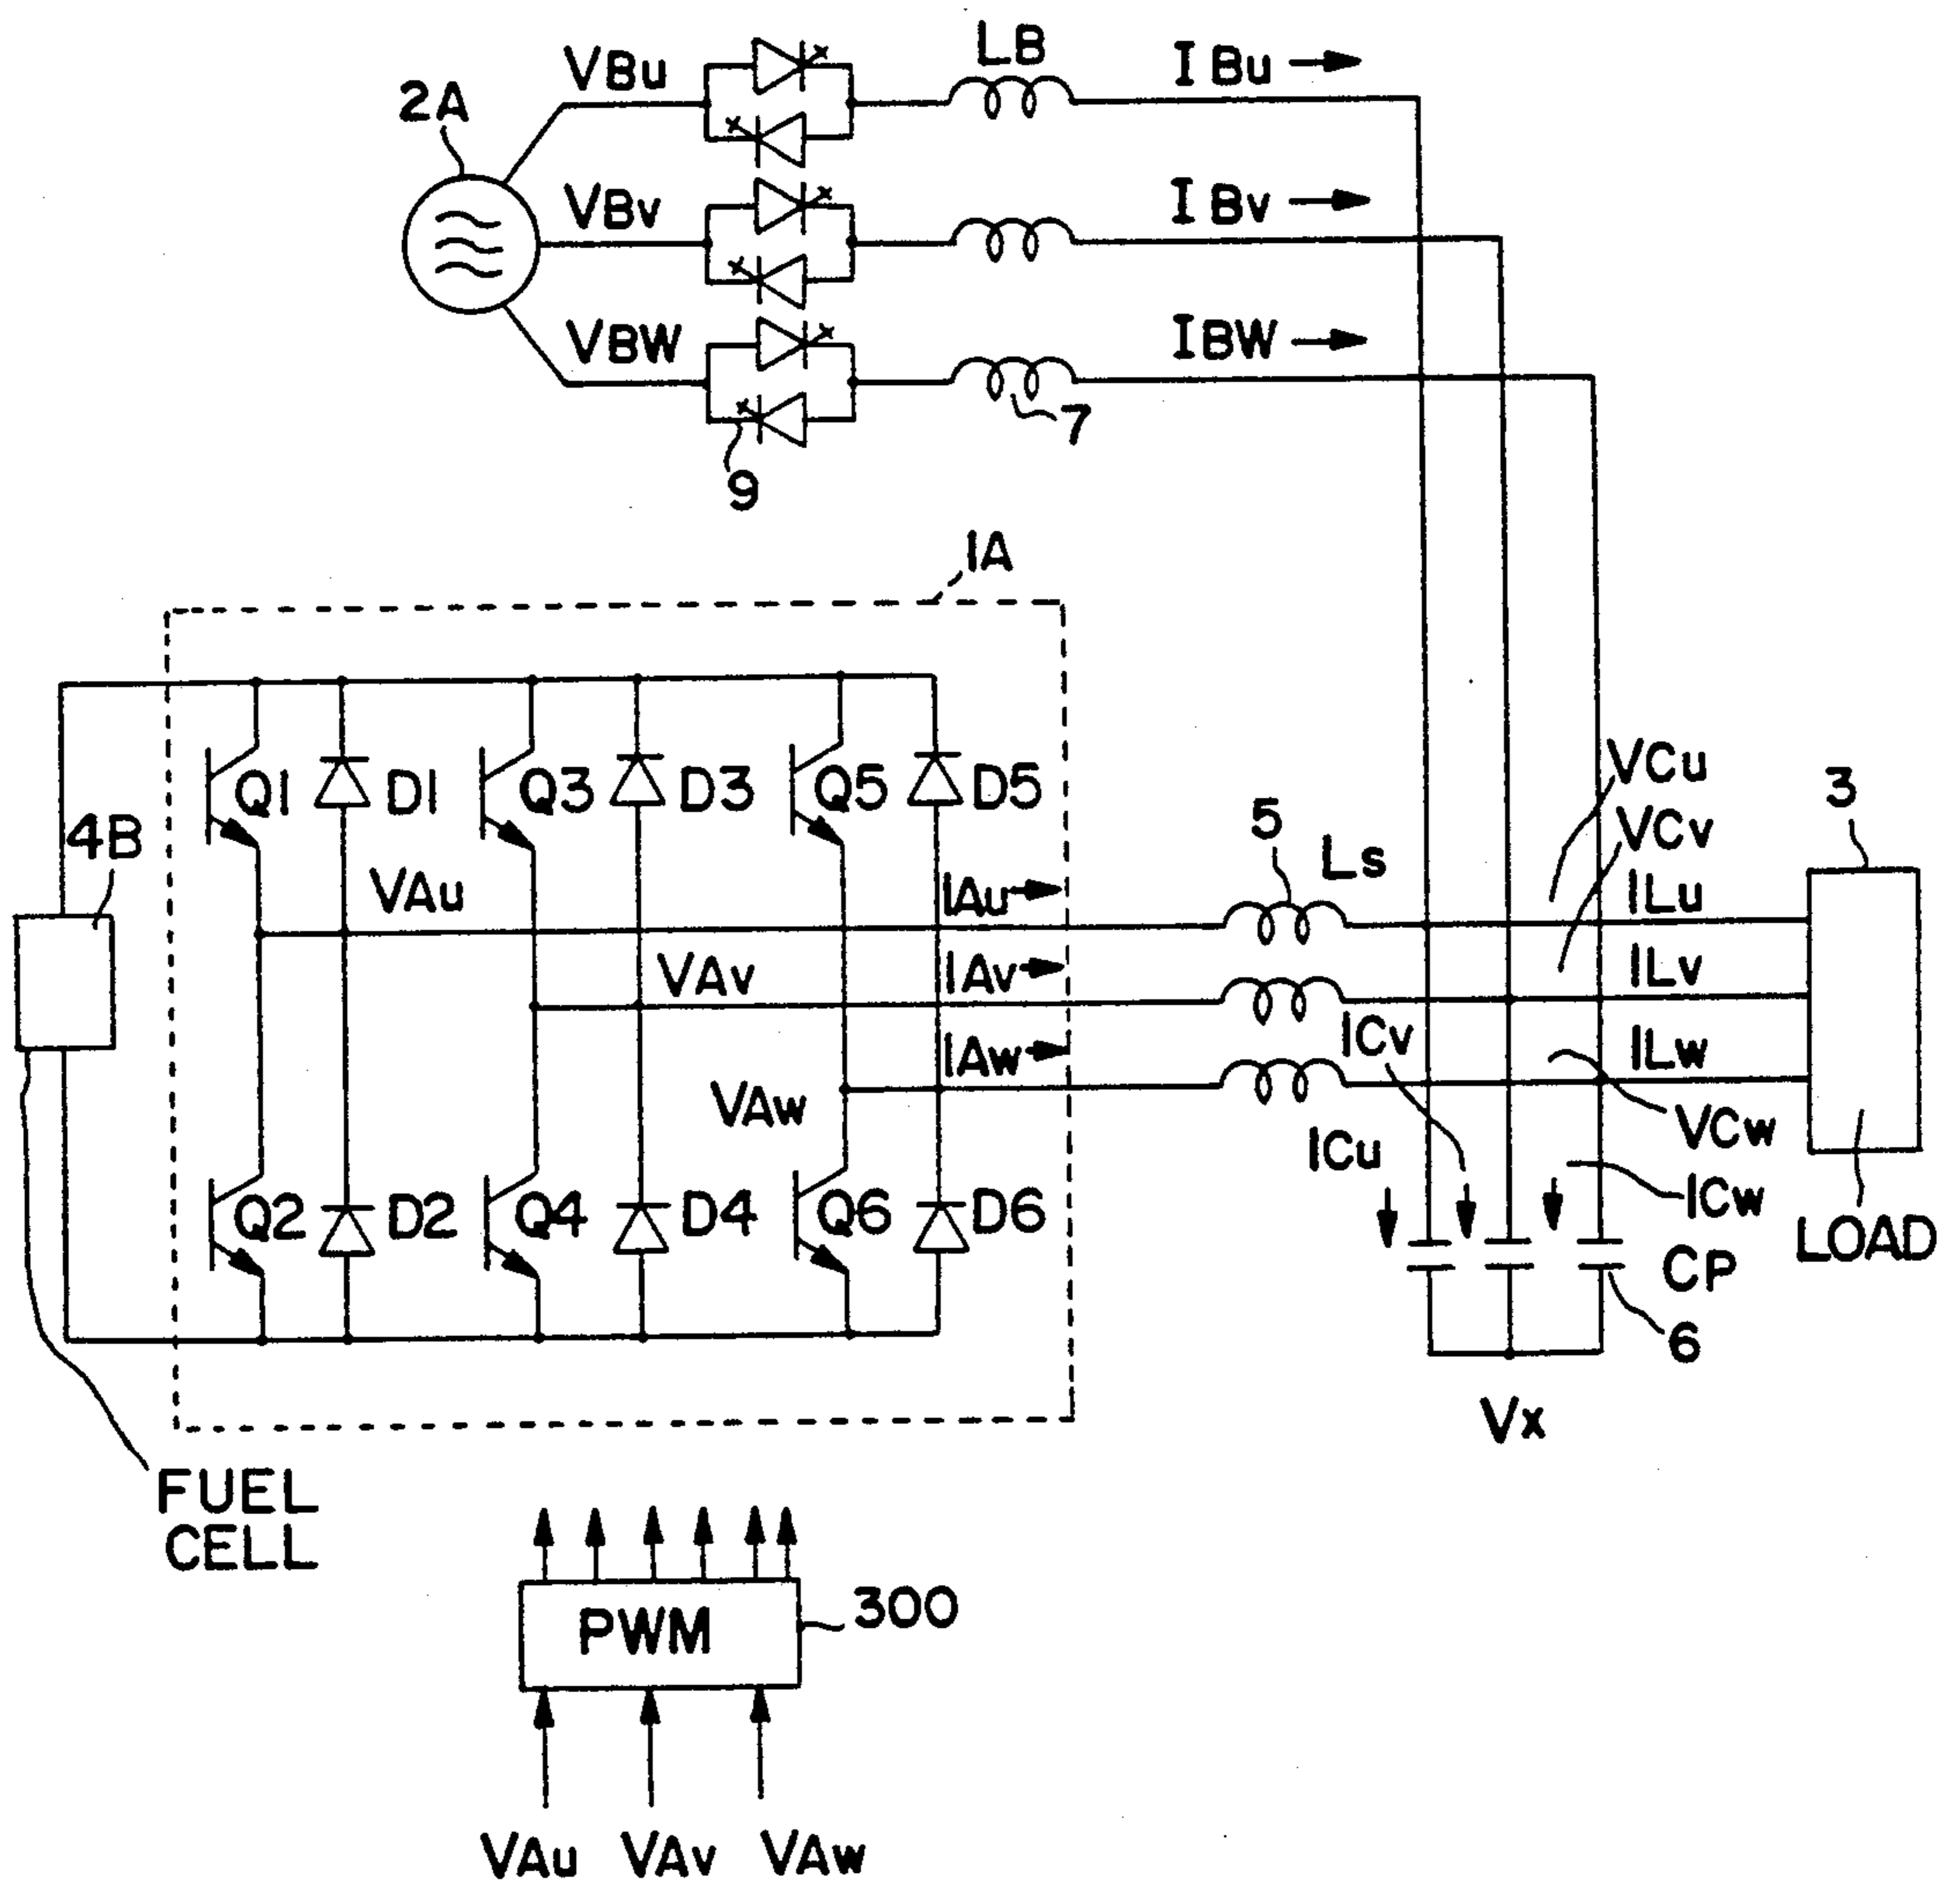 2A
VBu
LB
IBu
VBv
IBv
VBW
IBW
7
9
1A
Q1
D1
Q3
D3
Q5
D5
4B
VAu
IAu
5
Ls
VCu
VCv
3
ILu
VAv
IAv
ICv
ILv
VAw
IAw
ILw
VCw
ICu
ICw
Q2
D2
Q4
D4
Q6
D6
CP
LOAD
6
Vx
FUEL
CELL
PWM
300
VAu VAv VAw